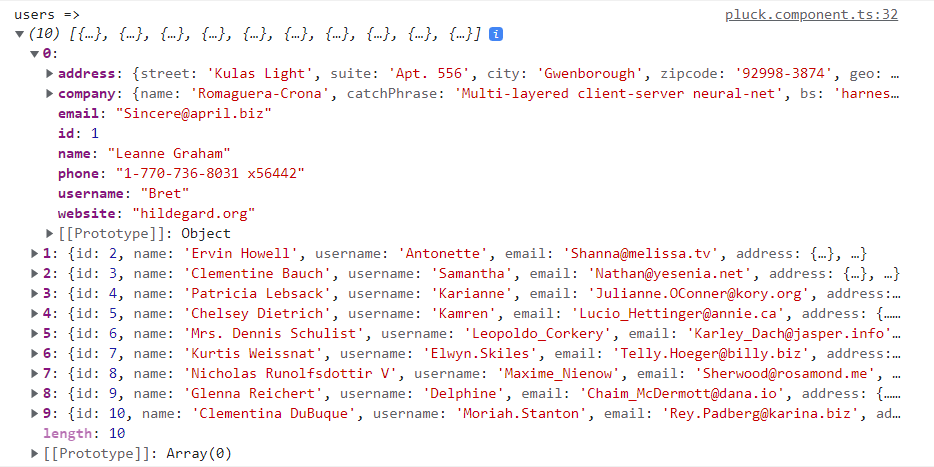 users => pluck.component.ts:32
(10) [{…}, {…}, {…}, {…}, {…}, {…}, {…}, {…}, {…}, {…}] i
0:
address: {street: 'Kulas Light', suite: 'Apt. 556', city: 'Gwenborough', zipcode: '92998-3874', geo: …
company: {name: 'Romaguera-Crona', catchPhrase: 'Multi-layered client-server neural-net', bs: 'harnes…
email: "Sincere@april.biz"
id: 1
name: "Leanne Graham"
phone: "1-770-736-8031 x56442"
username: "Bret"
website: "hildegard.org"
[[Prototype]]: Object
1: {id: 2, name: 'Ervin Howell', username: 'Antonette', email: 'Shanna@melissa.tv', address: {…}, …}
2: {id: 3, name: 'Clementine Bauch', username: 'Samantha', email: 'Nathan@yesenia.net', address: {…}, …}
3: {id: 4, name: 'Patricia Lebsack', username: 'Karianne', email: 'Julianne.OConner@kory.org', address:…
4: {id: 5, name: 'Chelsey Dietrich', username: 'Kamren', email: 'Lucio_Hettinger@annie.ca', address: {……
5: {id: 6, name: 'Mrs. Dennis Schulist', username: 'Leopoldo_Corkery', email: 'Karley_Dach@jasper.info'…
6: {id: 7, name: 'Kurtis Weissnat', username: 'Elwyn.Skiles', email: 'Telly.Hoeger@billy.biz', address:…
7: {id: 8, name: 'Nicholas Runolfsdottir V', username: 'Maxime_Nienow', email: 'Sherwood@rosamond.me', …
8: {id: 9, name: 'Glenna Reichert', username: 'Delphine', email: 'Chaim_McDermott@dana.io', address: {……
9: {id: 10, name: 'Clementina DuBuque', username: 'Moriah.Stanton', email: 'Rey.Padberg@karina.biz', ad…
length: 10
[[Prototype]]: Array(0)